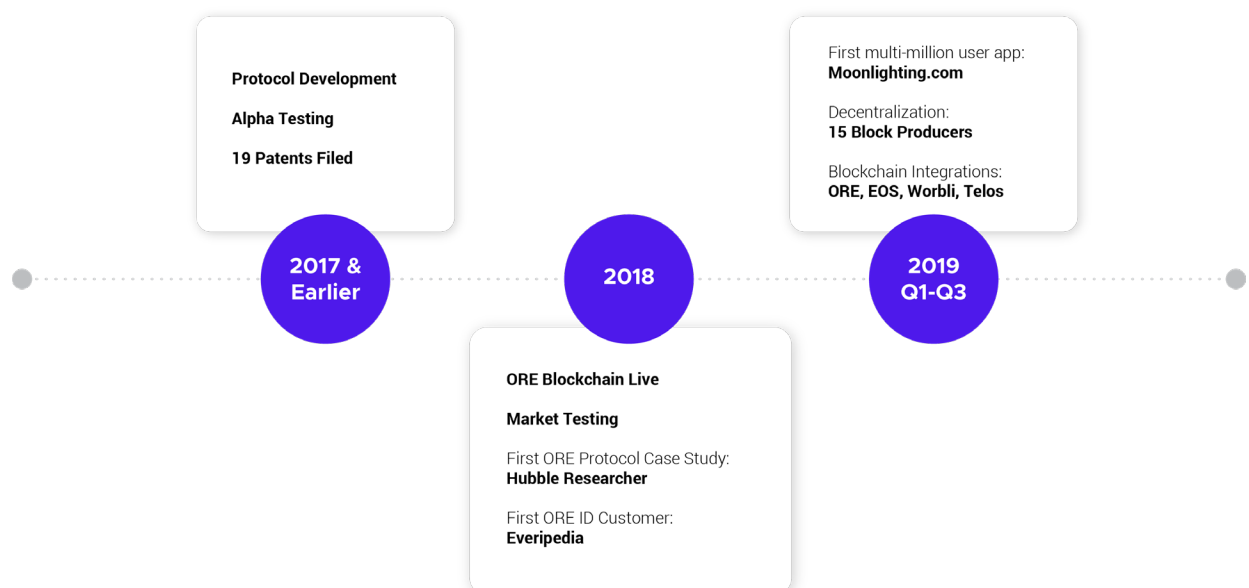 Protocol Development
Alpha Testing
19 Patents Filed
2017 &
Earlier
2018
ORE Blockchain Live
Market Testing
First ORE Protocol Case Study:
Hubble Researcher
First ORE ID Customer:
Everipedia
First multi-million user app:
Moonlighting.com
Decentralization:
15 Block Producers
Blockchain Integrations:
ORE, EOS, Worbli, Telos
2019
Q1-Q3